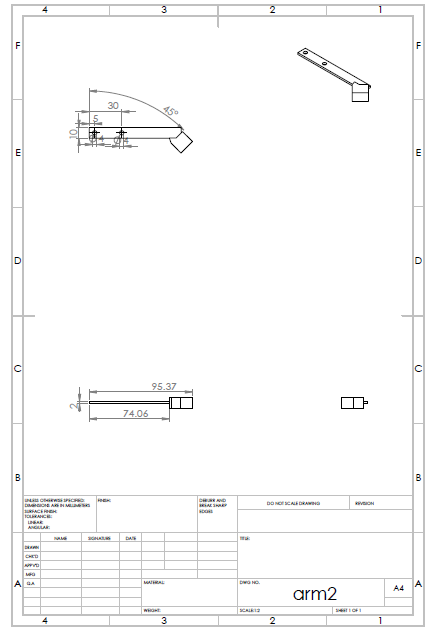 4 3 2 1
F F
45°
30
5
10
4 4
E E
D D
C C
95.37
2
74.06
B B
UNLESS OTHERWISE SPECIFIED: FINISH: DEBURR AND DO NOT SCALE DRAWING REVISION
DIMENSIONS ARE IN MILLIMETERS BREAK SHARP
SURFACE FINISH: EDGES
TOLERANCES:
LINEAR:
ANGULAR:
NAME SIGNATURE DATE TITLE:
DRAWN
CHK'D
APPV'D
MFG
Q.A MATERIAL: DWG NO. A4
A A
arm2
WEIGHT: SCALE:1:2 SHEET 1 OF 1
4 3 2 1